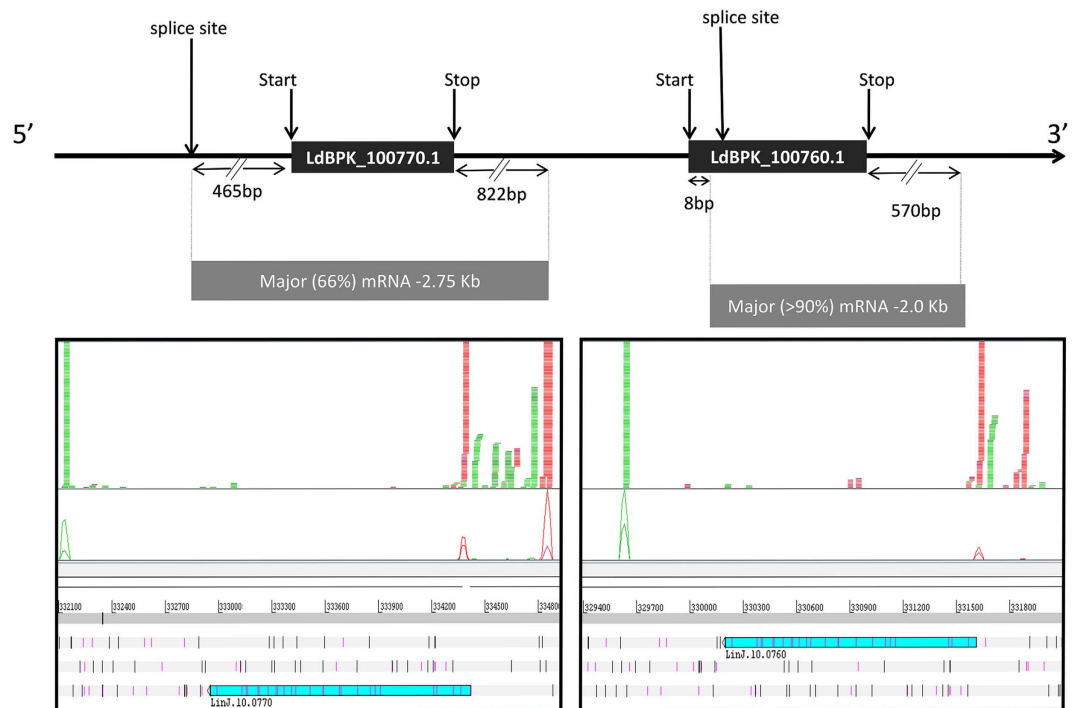 splice site
splice site
Start
Stop
Start
Stop
5’
3’
LdBPK_100770.1
LdBPK_100760.1
465bp
822bp
8bp
570bp
Major (66%) mRNA -2.75 Kb
Major (>90%) mRNA -2.0 Kb
332100 332400 332700 333000 333300 333600 333900 334200 334500 334800
LinJ.10.0770
329400 329700 330000 330300 330600 330900 331200 331500 331800
LinJ.10.0760